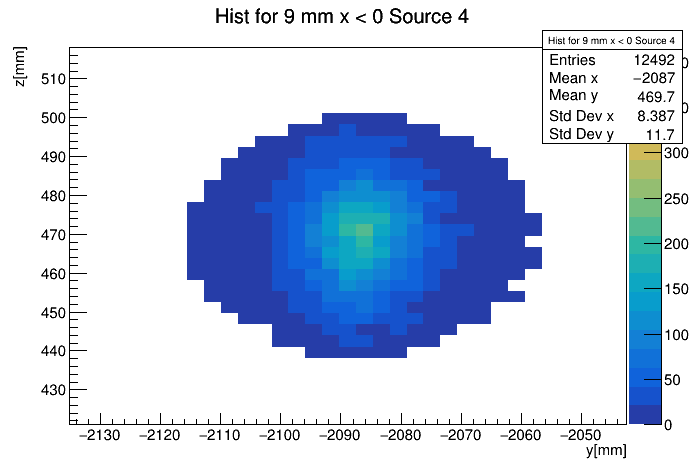 Hist for 9 mm x < 0 Source 4
z[mm]
Hist for 9 mm x < 0 Source 4
Entries 12492
Mean x −2087
Mean y 469.7
Std Dev x 8.387
Std Dev y 11.7
510
500
490
480
470
460
450
440
430
0
0
300
250
200
150
100
50
0
−2130 −2120 −2110 −2100 −2090 −2080 −2070 −2060 −2050
y[mm]